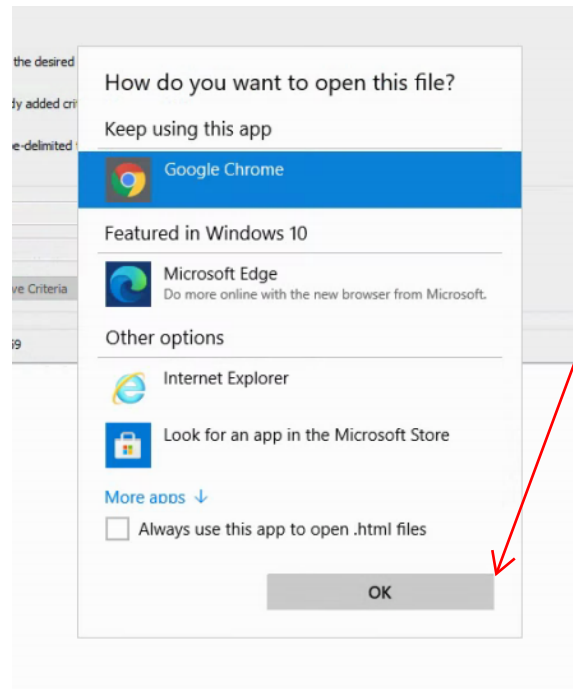 the desired
How do you want to open this file?
ly added crit
Keep using this app
e-delimited
Google Chrome
Featured in Windows 10
Microsoft Edge
Do more online with the new browser from Microsoft.
ve Criteria
Other options
Internet Explorer
Look for an app in the Microsoft Store
More apps ↓
Always use this app to open .html files
OK